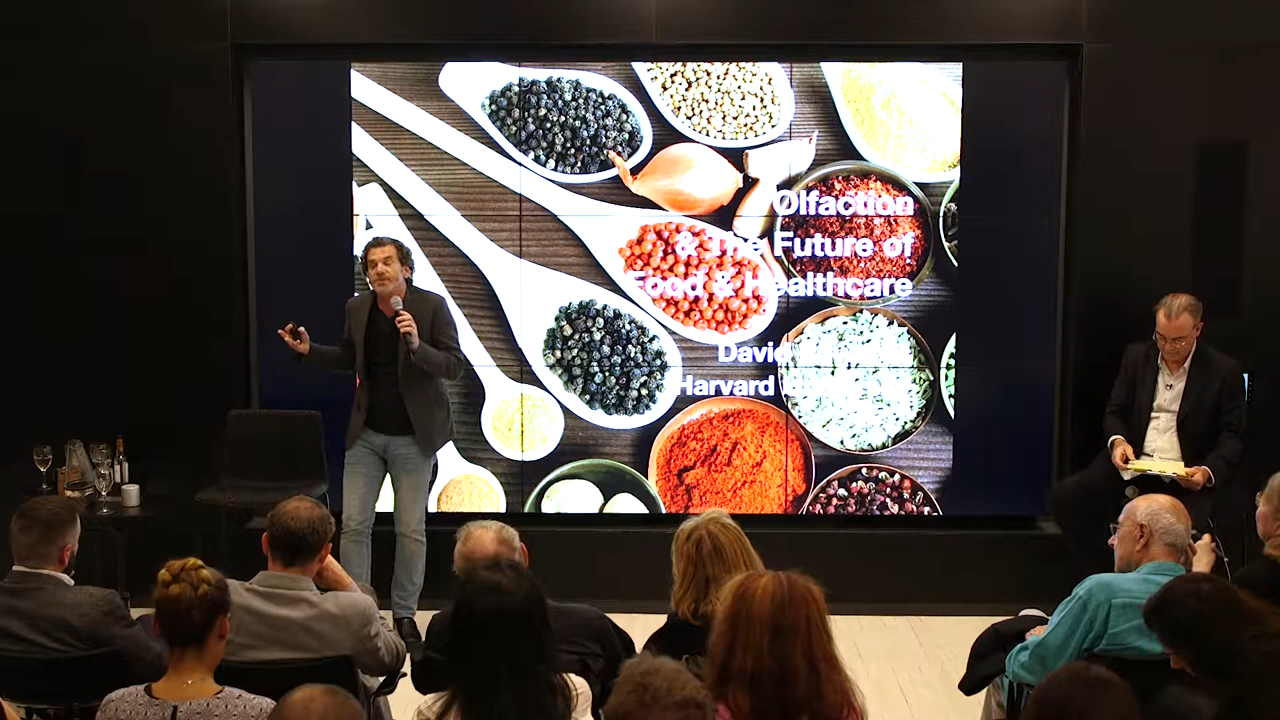 Olfaction
& The Future of
Food & Healthcare
David
Harvard